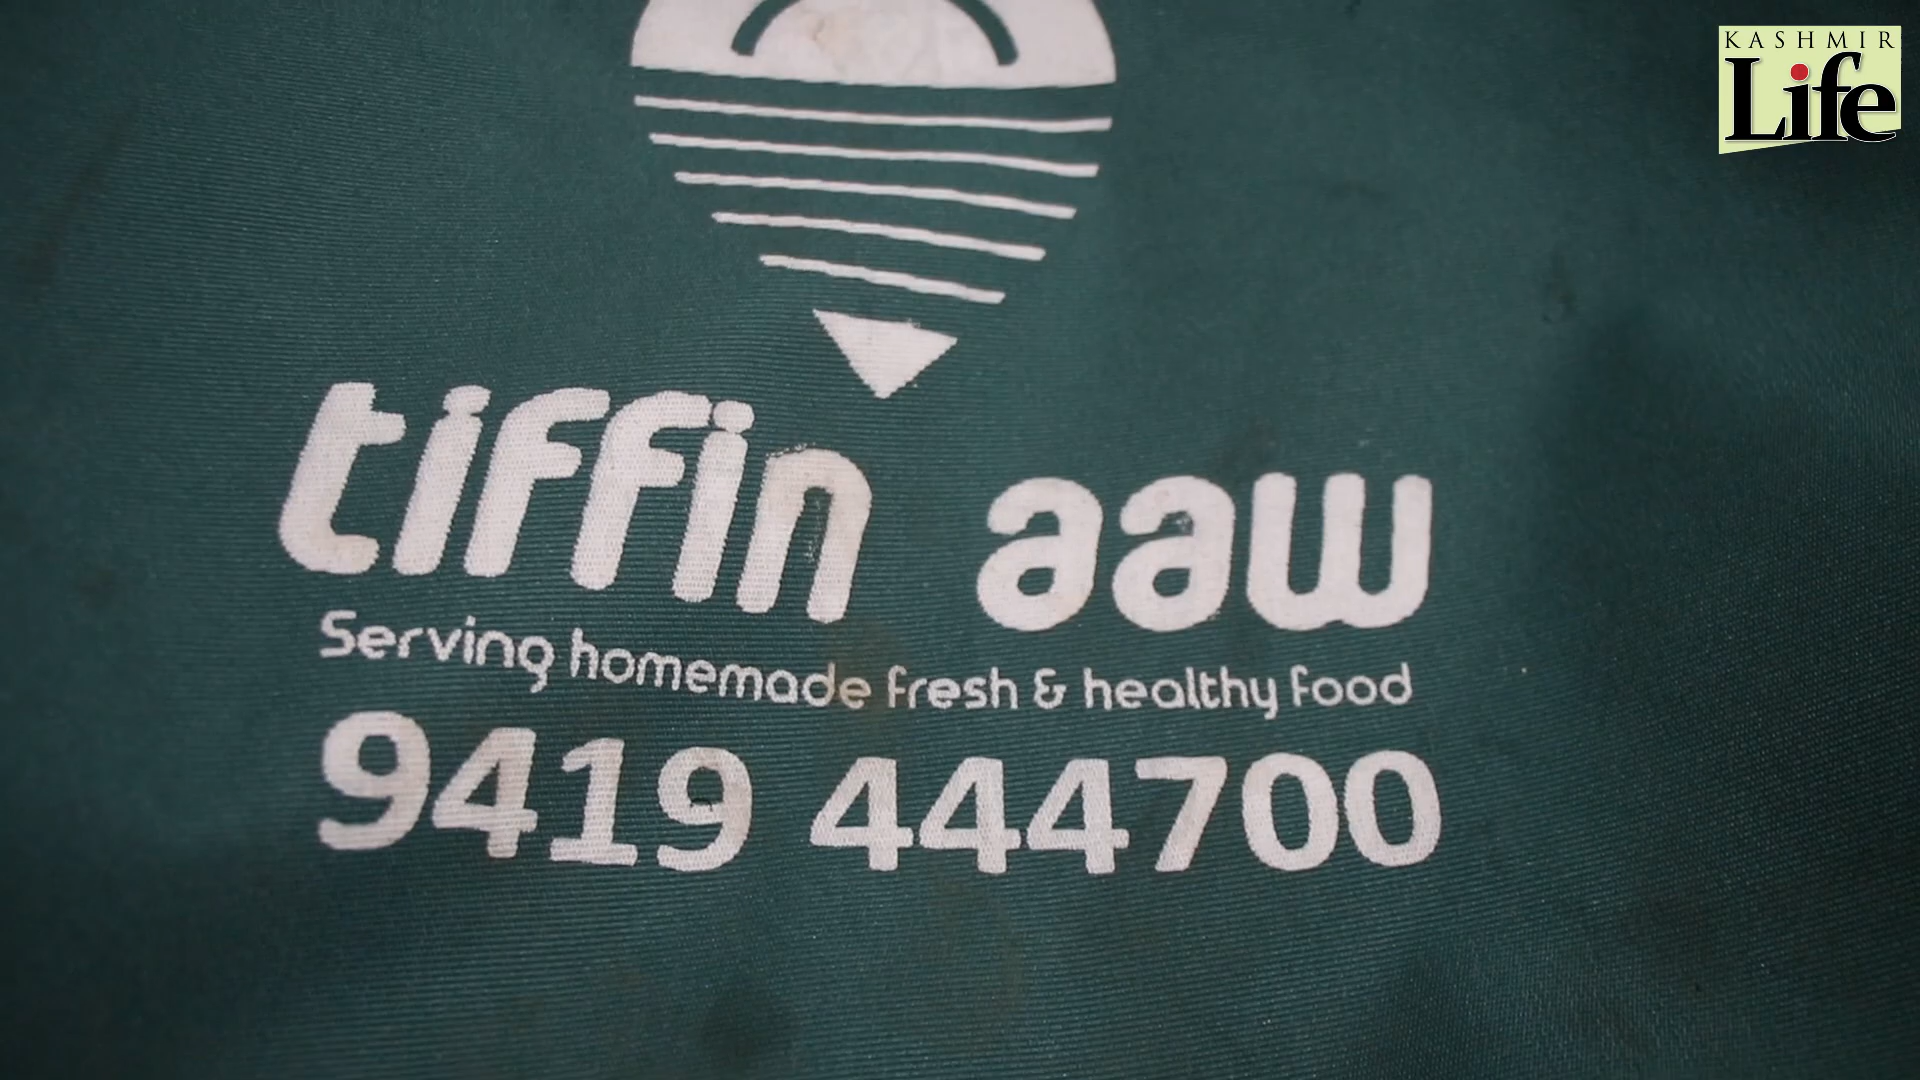 KASHMIR
Life
tiffin aaw
Serving homemade fresh & healthy food
9419 444700